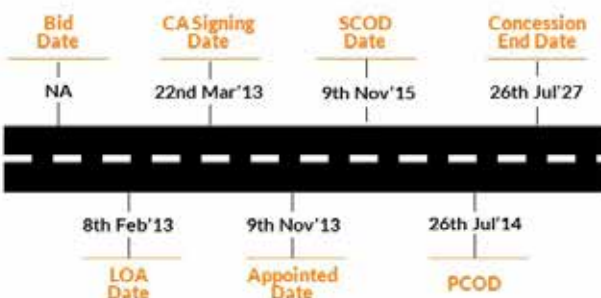 Bid
Date
CA Signing
Date
SCOD
Date
Concession
End Date
NA
22nd Mar'13
9th Nov'15
26th Jul'27
8th Feb'13
9th Nov'13
26th Jul'14
LOA
Date
Appointed
Date
PCOD